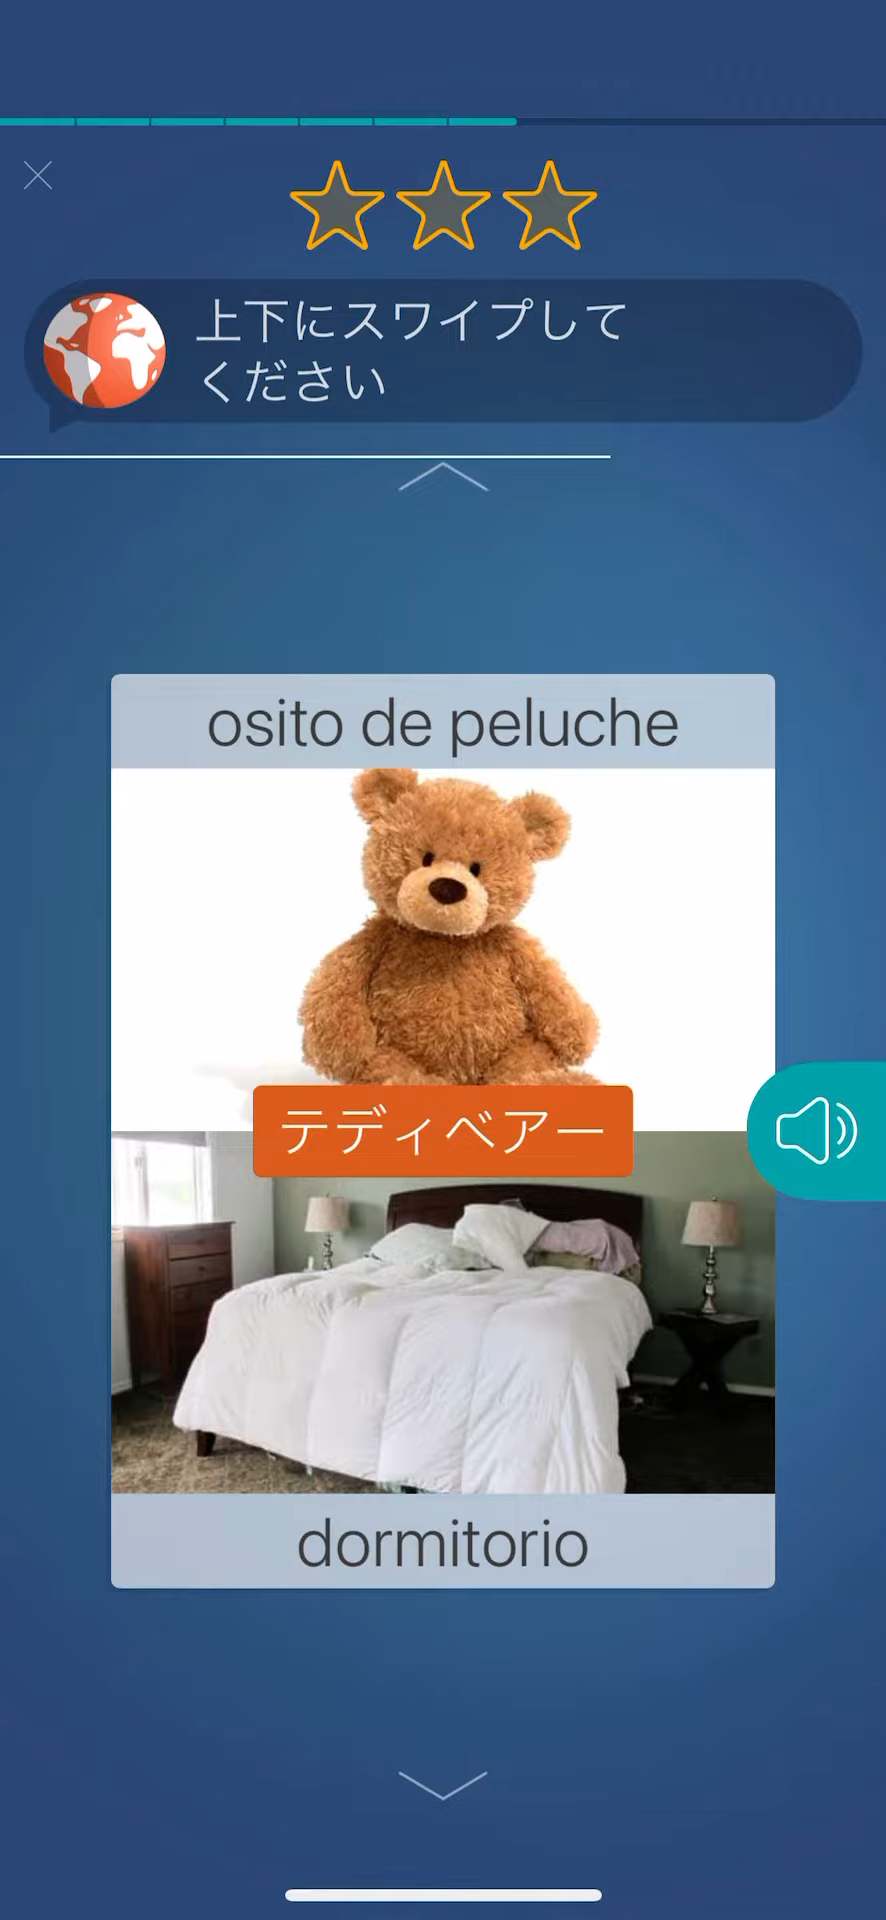 上下にスワイプして
ください
osito de peluche
テディベアー
dormitorio